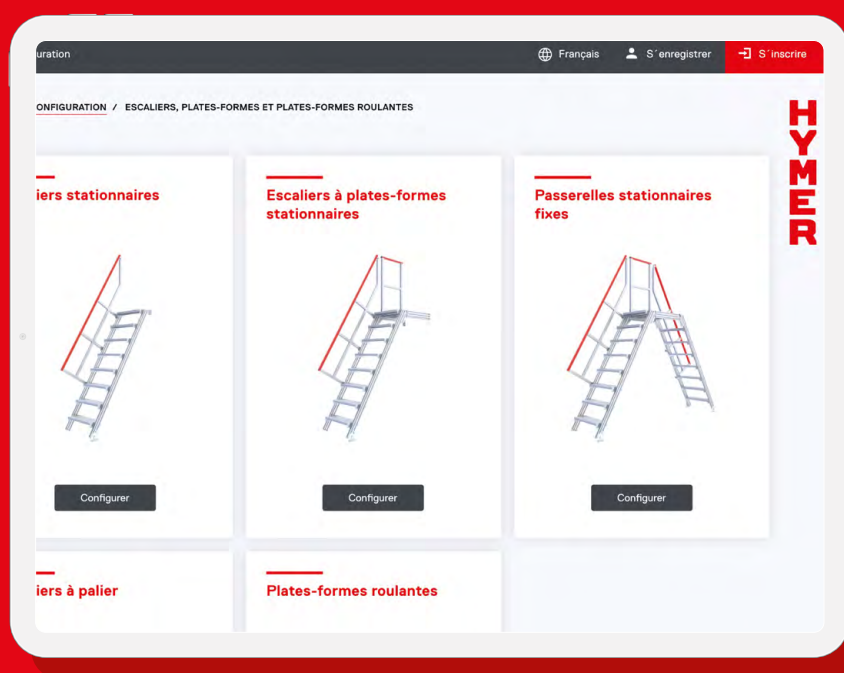 uration
Français
S´enregistrer
S´inscrire
ONFIGURATION / ESCALIERS, PLATES-FORMES ET PLATES-FORMES ROULANTES
HYMER
iers stationnaires
Escaliers à plates-formes
stationnaires
Passerelles stationnaires
fixes
Configurer
Configurer
Configurer
iers à palier
Plates-formes roulantes